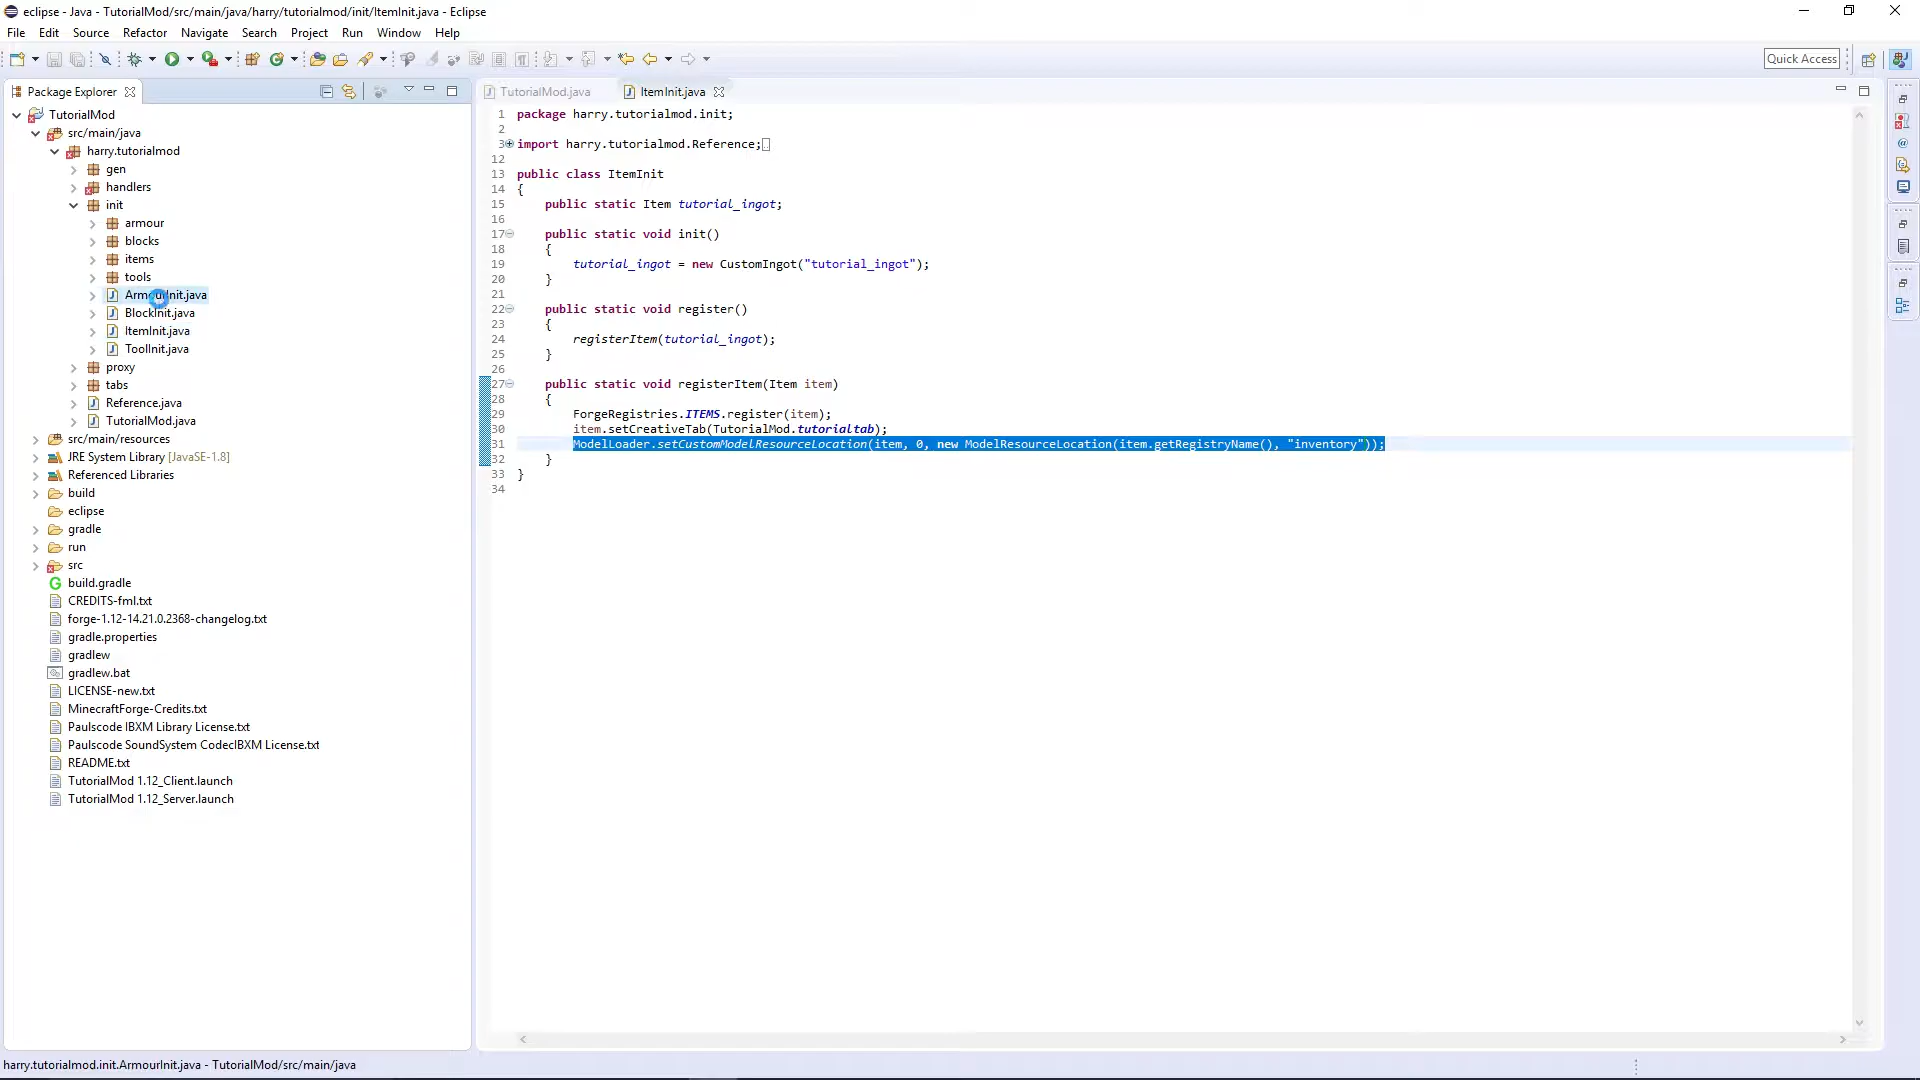 eclipse - Java - TutorialMod/src/main/java/harry/tutorialmod/init/ItemInit.java - Eclipse
File Edit Source Refactor Navigate Search Project Run Window Help
Quick Access
Package Explorer
TutorialMod
src/main/java
harry.tutorialmod
gen
handlers
init
armour
blocks
items
tools
ArmourInit.java
BlockInit.java
ItemInit.java
ToolInit.java
proxy
tabs
Reference.java
TutorialMod.java
src/main/resources
JRE System Library [JavaSE-1.8]
Referenced Libraries
build
eclipse
gradle
run
src
build.gradle
CREDITS-fml.txt
forge-1.12-14.21.0.2368-changelog.txt
gradle.properties
gradlew
gradlew.bat
LICENSE-new.txt
MinecraftForge-Credits.txt
Paulscode IBXM Library License.txt
Paulscode SoundSystem CodecIBXM License.txt
README.txt
TutorialMod 1.12_Client.launch
TutorialMod 1.12_Server.launch
TutorialMod.java ItemInit.java
1 package harry.tutorialmod.init;
2
3 import harry.tutorialmod.Reference;
12
13 public class ItemInit
14 {
15 public static Item tutorial_ingot;
16
17 public static void init()
18 {
19 tutorial_ingot = new CustomIngot("tutorial_ingot");
20 }
21
22 public static void register()
23 {
24 registerItem(tutorial_ingot);
25 }
26
27 public static void registerItem(Item item)
28 {
29 ForgeRegistries.ITEMS.register(item);
30 item.setCreativeTab(TutorialMod.tutorialtab);
31 ModelLoader.setCustomModelResourceLocation(item, 0, new ModelResourceLocation(item.getRegistryName(), "inventory"));
32 }
33 }
34
harry.tutorialmod.init.ArmourInit.java - TutorialMod/src/main/java